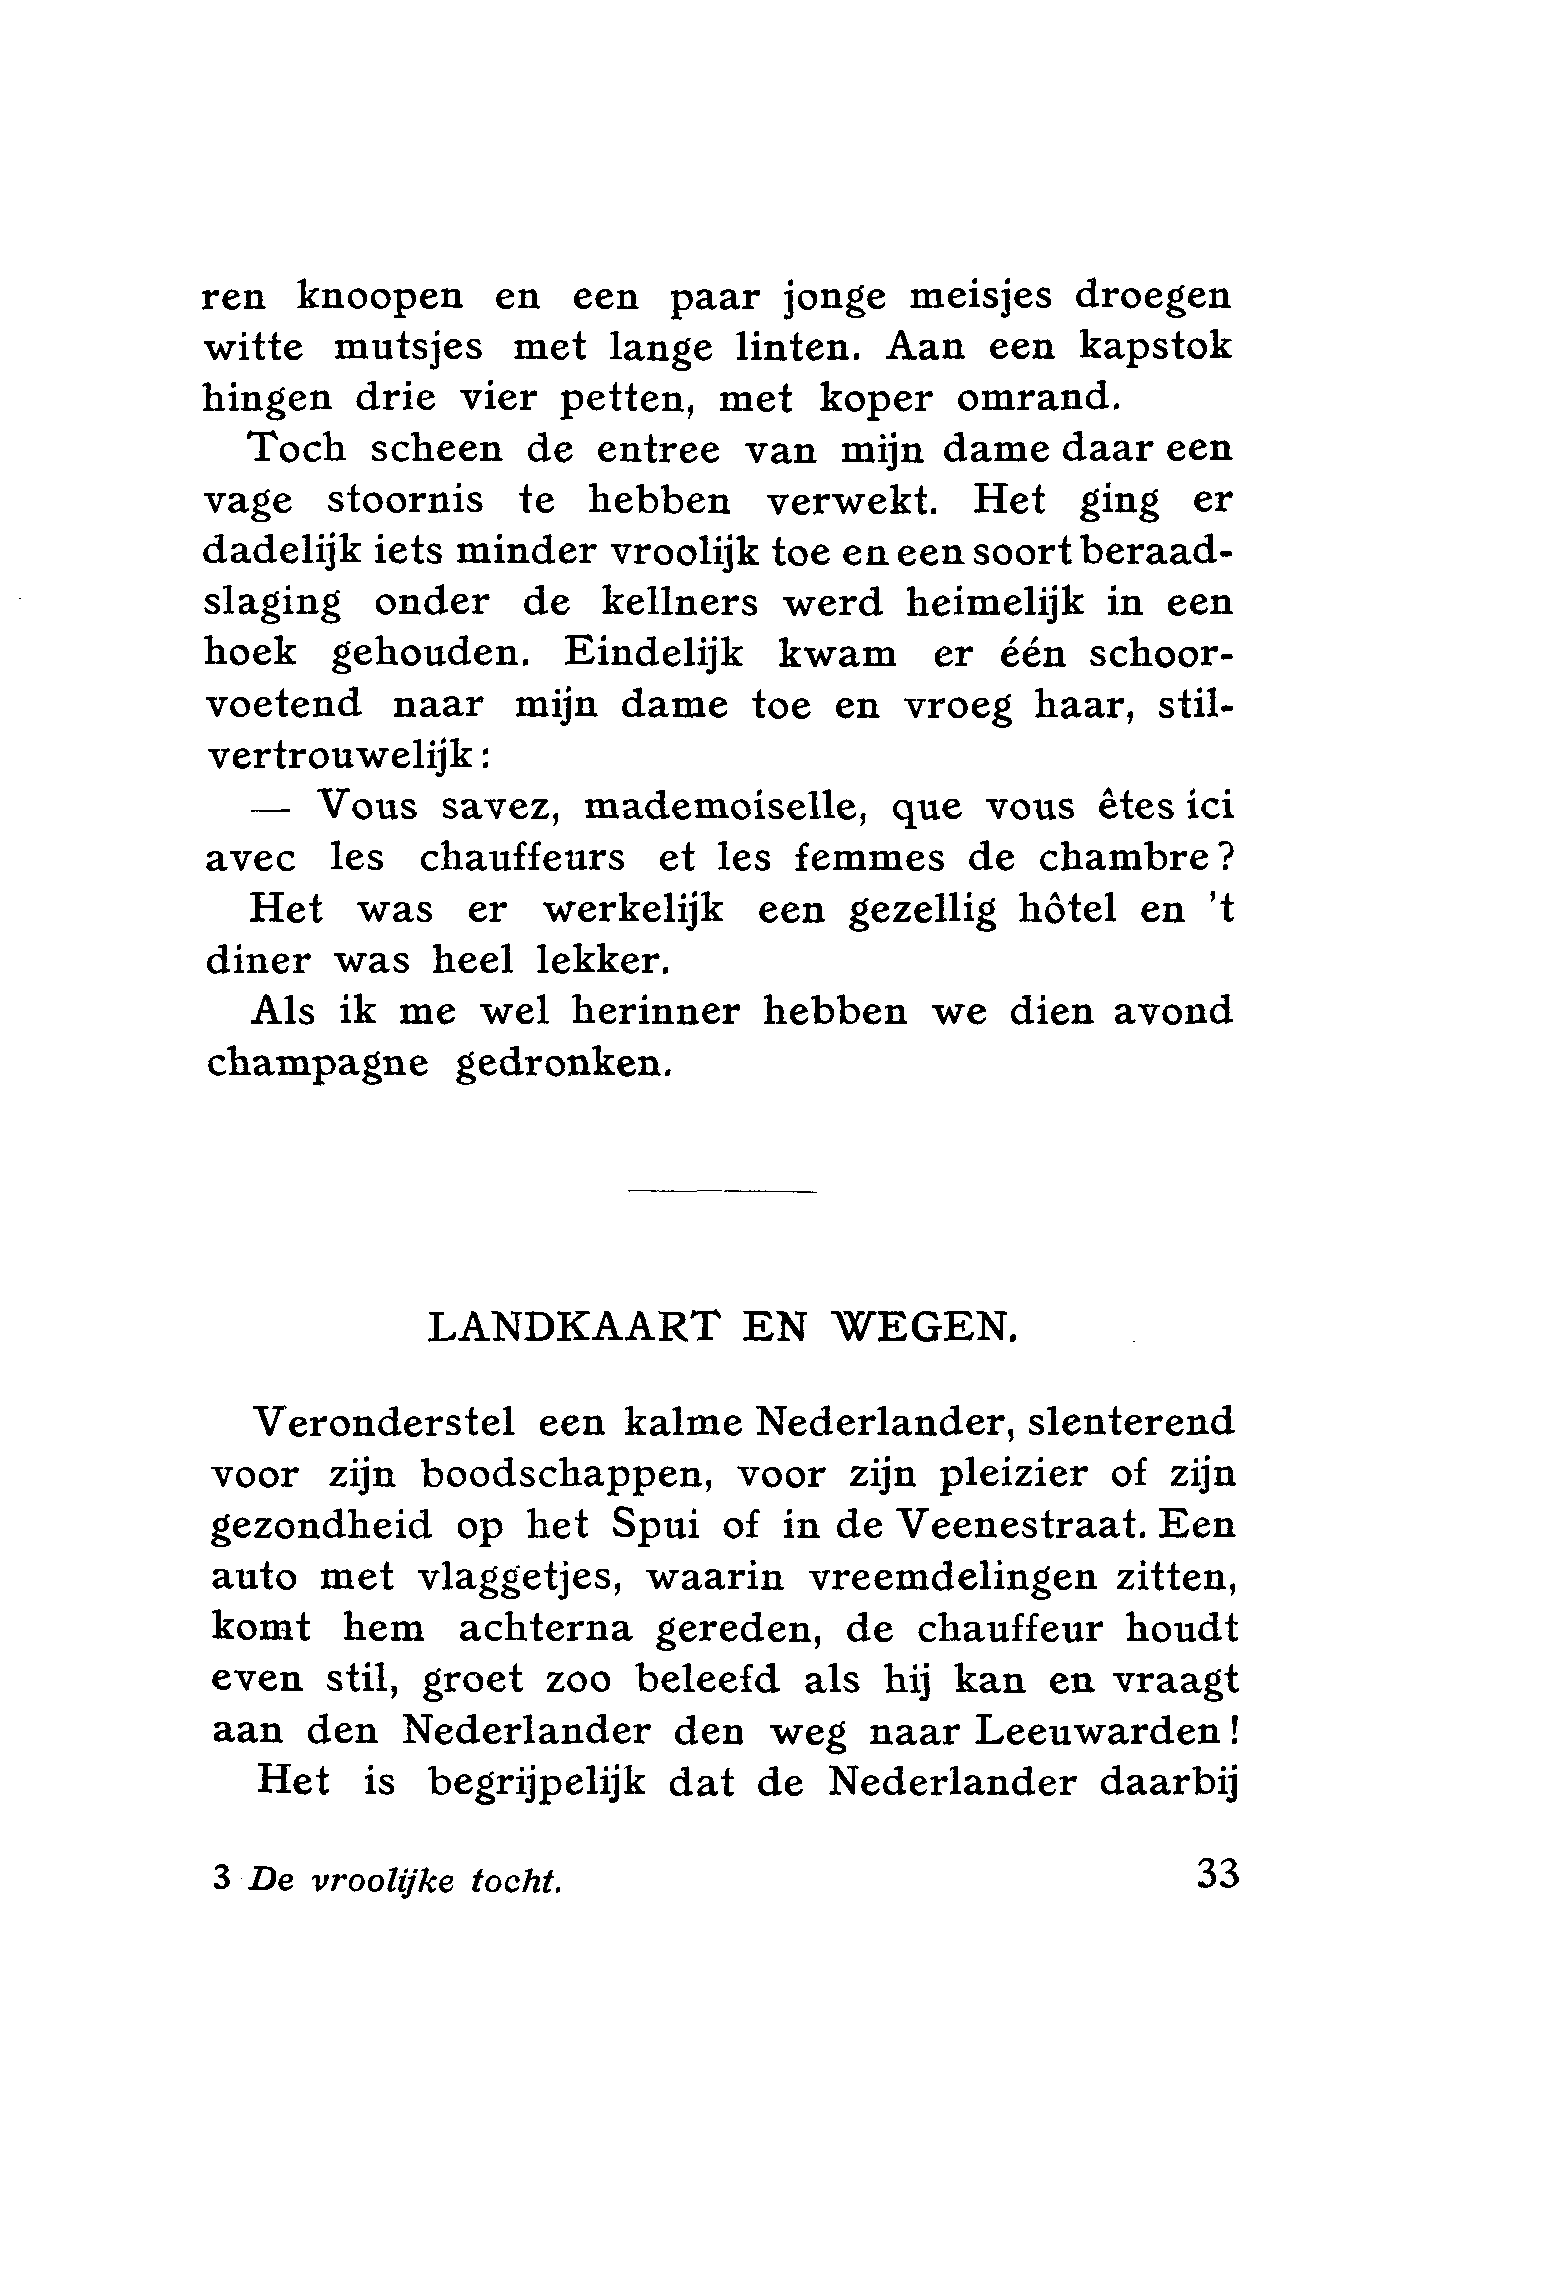 ren knoopen en een paar jonge meisjes droegen
witte mutsjes met lange linten. Aan een kapstok
hingen drie vier petten, met koper omrand.
Toch scheen de entree van mijn dame daar een
vage stoornis te hebben verwekt. Het ging er
dadelijk iets minder vroolijk toe en een soort beraad-
slaging onder de kellners werd heimelijk in een
hoek gehouden. Eindelijk kwam er één schoor-
voetend naar mijn dame toe en vroeg haar, stil-
vertrouwelijk:
— Vous savez, mademoiselle, que vous êtes ici
avec les chauffeurs et les femmes de chambre?
Het was er werkelijk een gezellig hôtel en 't
diner was heel lekker.
Als ik me wel herinner hebben we dien avond
champagne gedronken.
LANDKAART EN WEGEN.
Veronderstel een kalme Nederlander, slenterend
voor zijn boodschappen, voor zijn pleizier of zijn
gezondheid op het Spui of in de Veenestraat. Een
auto met vlaggetjes, waarin vreemdelingen zitten,
komt hem achterna gereden, de chauffeur houdt
even stil, groet zoo beleefd als hij kan en vraagt
aan den Nederlander den weg naar Leeuwarden!
Het is begrijpelijk dat de Nederlander daarbij
3 De vroolijke tocht. 33